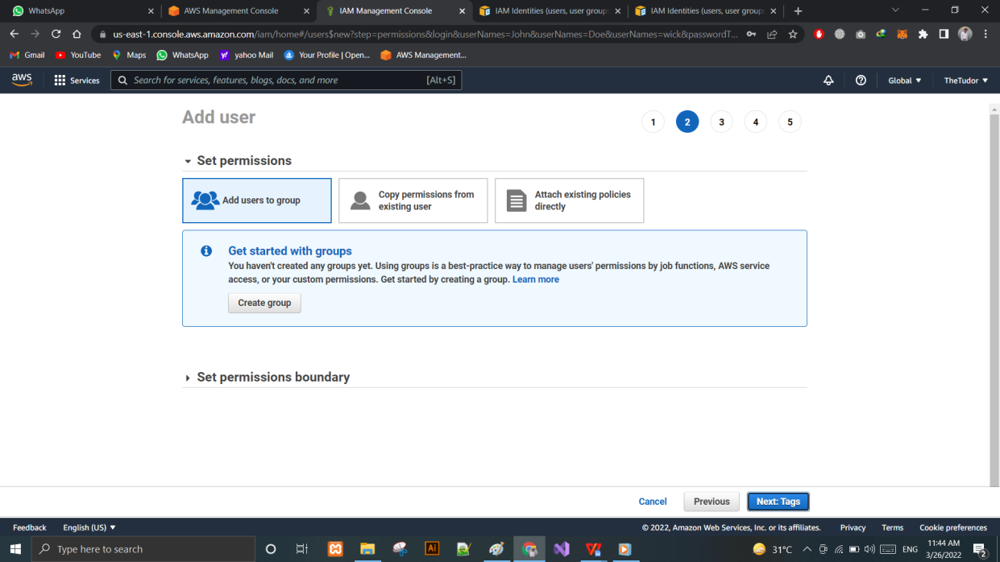 WhatsApp
AWS Management Console
IAM Management Console
IAM Identities (users, user group
IAM Identities (users, user group
us-east-1.console.aws.amazon.com/iam/home#/users$new?step=permissions&login&userNames=John&userNames=Doe&userNames=wick&passwordT...
Gmail
YouTube
Maps
WhatsApp
yahoo Mail
Your Profile | Open...
AWS Management...
aws
Services
Search for services, features, blogs, docs, and more
[Alt+S]
Global
TheTudor
Add user
1 2 3 4 5
Set permissions
Add users to group
Copy permissions from
existing user
Attach existing policies
directly
Get started with groups
You haven't created any groups yet. Using groups is a best-practice way to manage users' permissions by job functions, AWS service
access, or your custom permissions. Get started by creating a group. Learn more
Create group
Set permissions boundary
Cancel
Previous
Next: Tags
Feedback
English (US)
© 2022, Amazon Web Services, Inc. or its affiliates.
Privacy
Terms
Cookie preferences
Type here to search
Ai
31°C
ENG
11:44 AM
3/26/2022
2